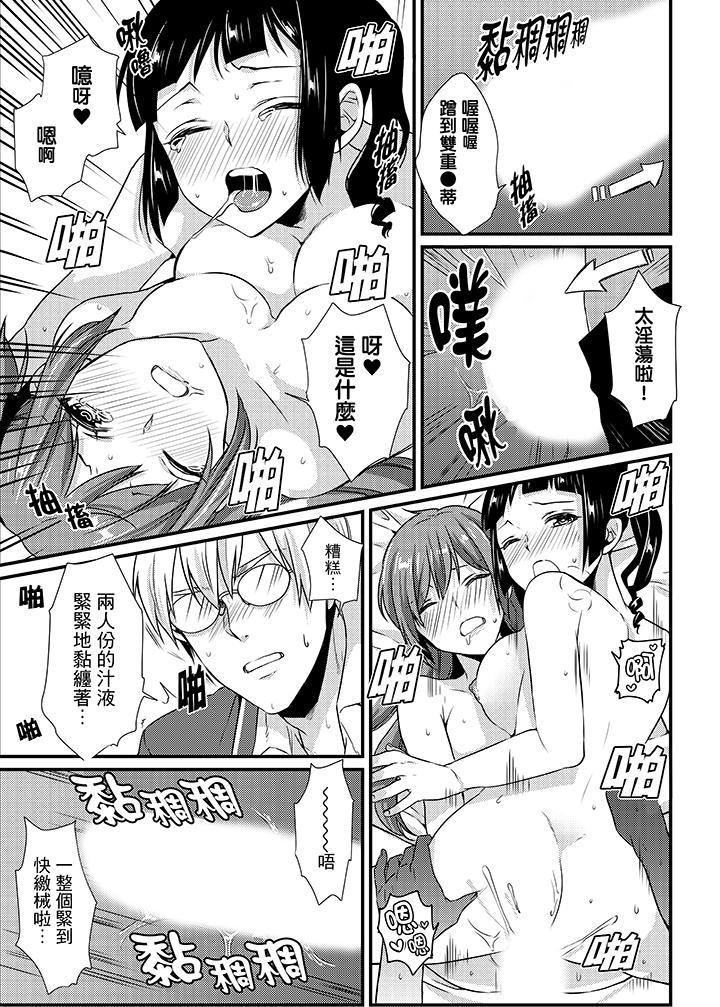 黏稠稠稠
喔喔喔
蹭到雙重●蒂
抽
搐
太淫蕩啦！
噗
啾
啾
嚕
啪
噫呀♥
嗯啊
抽
搐
啪
啪
呀♥
這是什麼♥
啪
抽
搐
啪
啪
啊
啪
嗯
嗯
啪
糟糕…
兩人份的汁液
緊緊地黏纏著…
啪
啪
啪
黏稠稠
唔
一整個緊到
快繳械啦…
黏稠稠